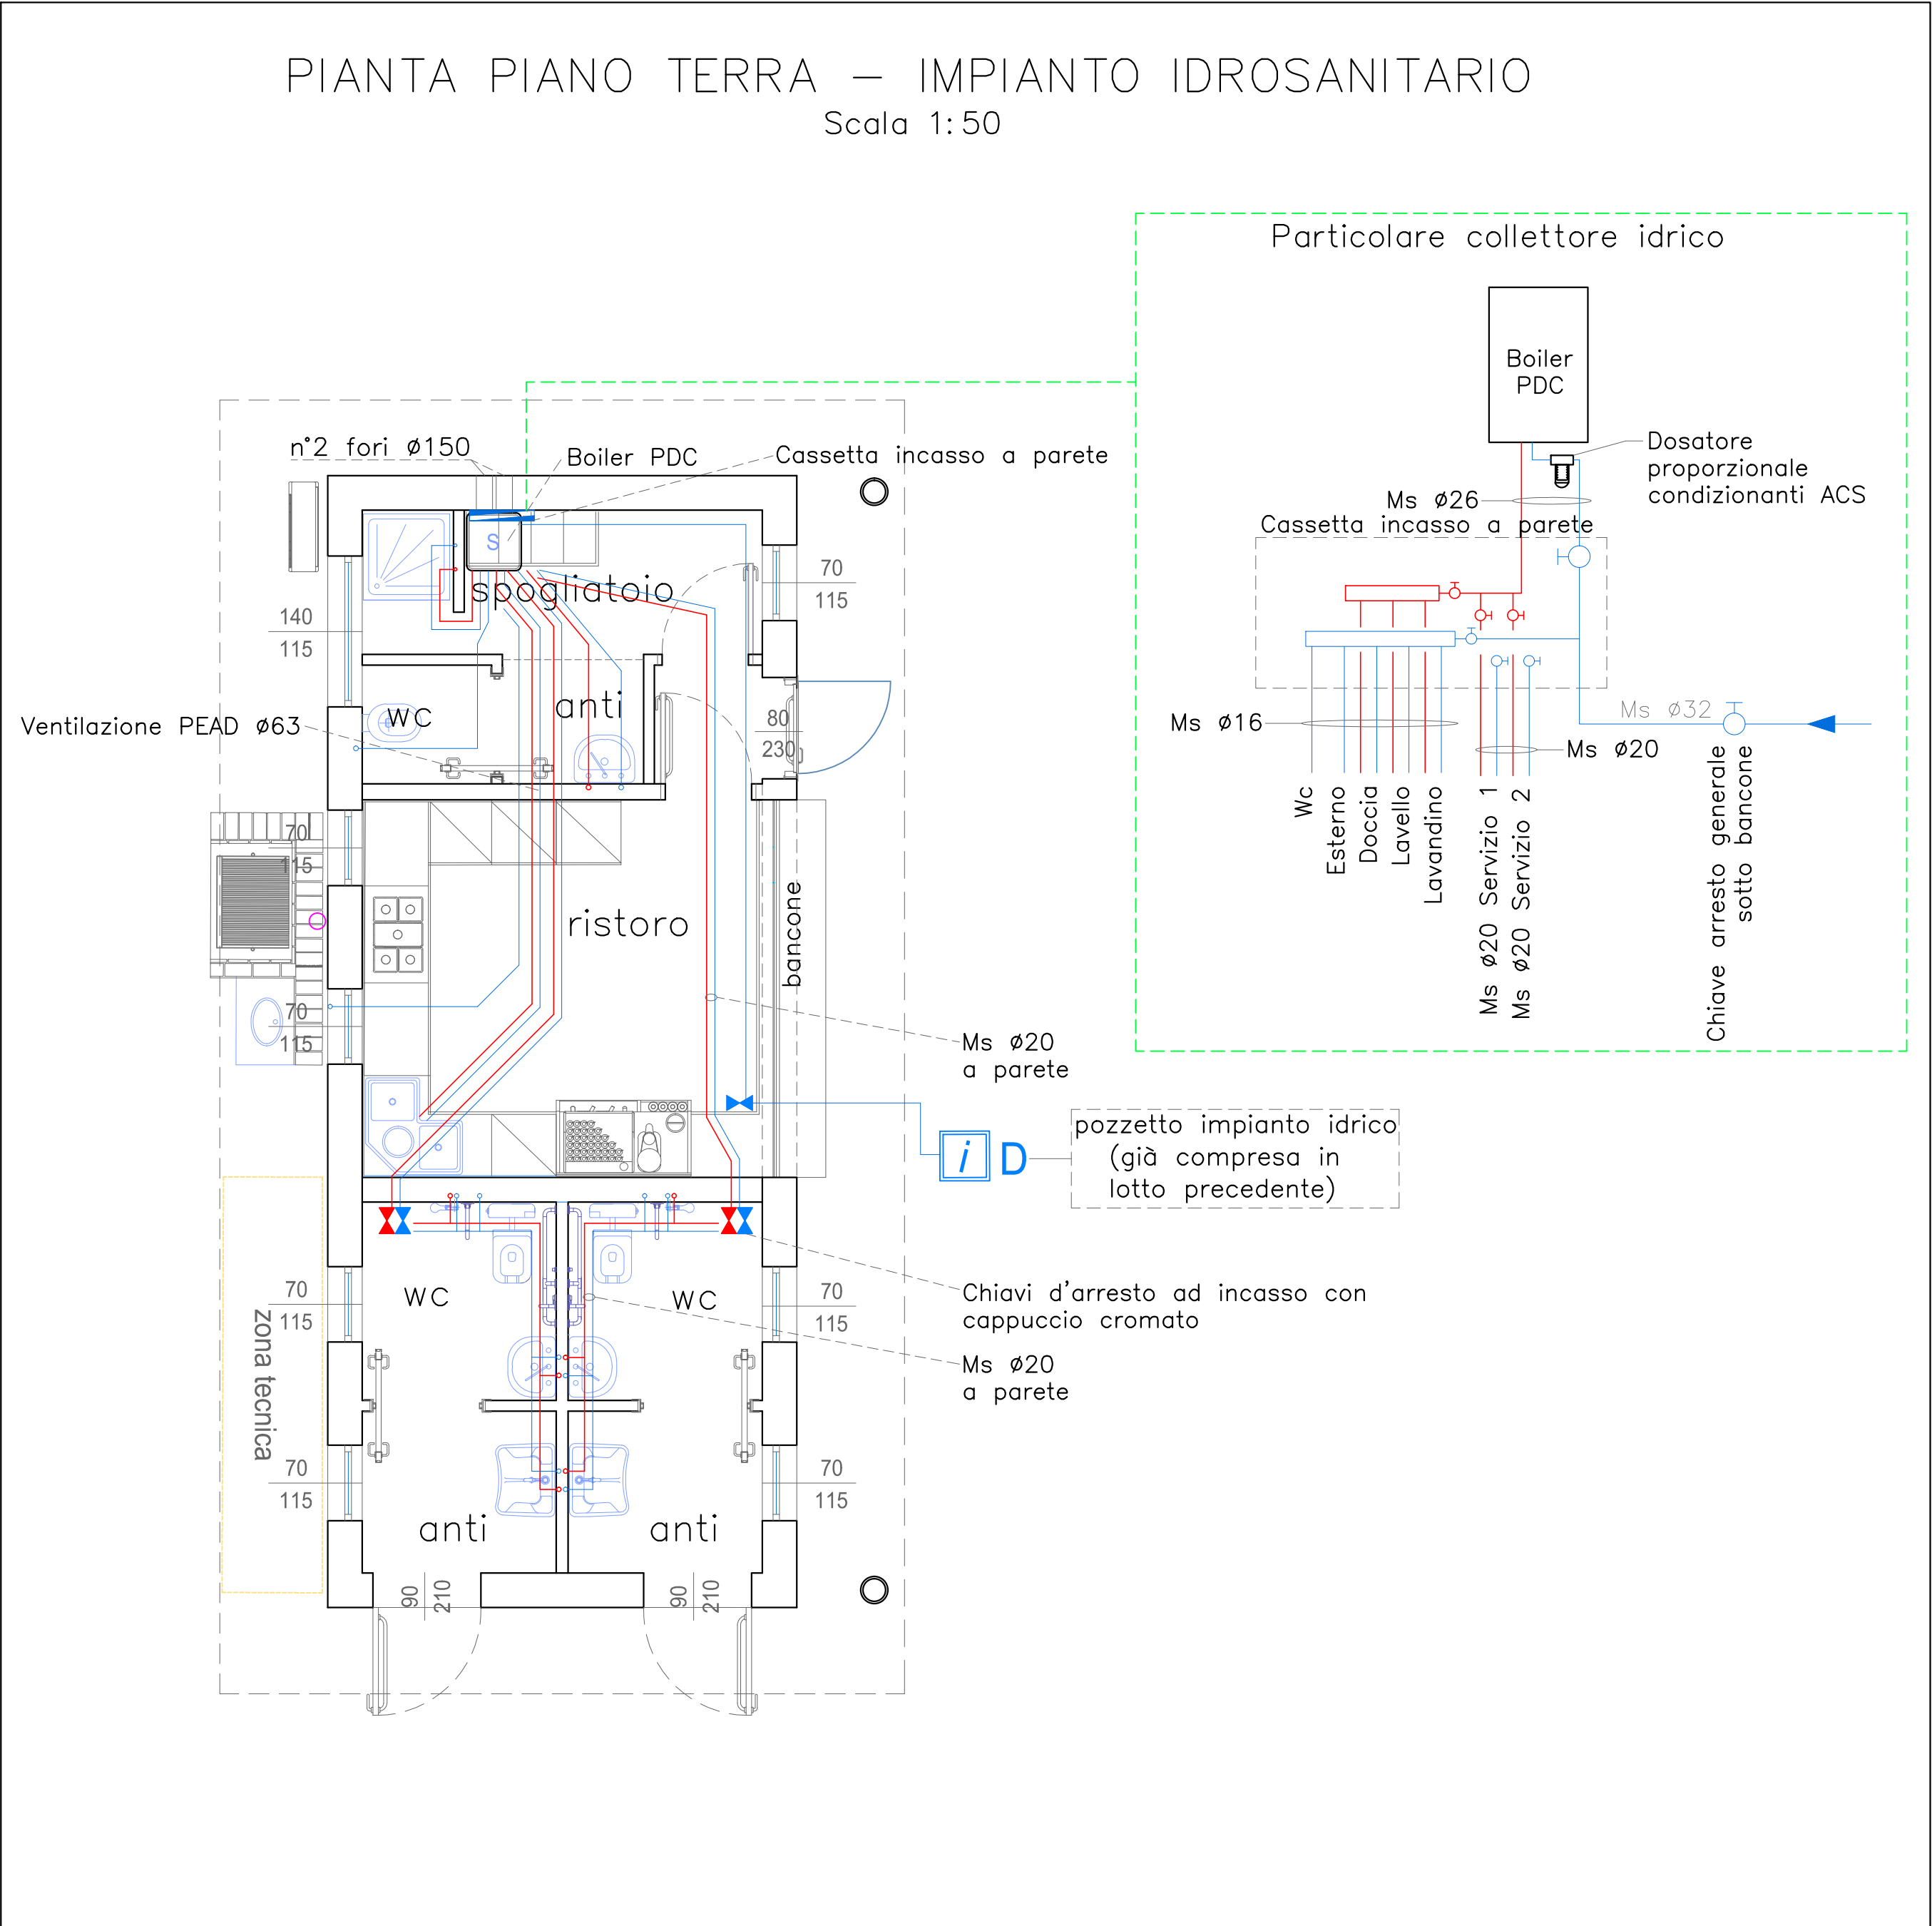 PIANTA PIANO TERRA – IMPIANTO IDROSANITARIO
Scala 1:50
Particolare collettore idrico
Boiler
PDC
Dosatore
proporzionale
condizionanti ACS
Ms ø26
Cassetta incasso a parete
Ms ø16
Ms ø32
Ms ø20
Wc
Esterno
Doccia
Lavello
Lavandino
Ms ø20 Servizio 1
Ms ø20 Servizio 2
Chiave arresto generale
sotto bancone
n°2 fori ø150
Boiler PDC
Cassetta incasso a parete
S
spogliatoio
140
115
70
115
WC
anti
80
230
Ventilazione PEAD ø63
70
115
ristoro
bancone
70
115
Ms ø20
a parete
i D
pozzetto impianto idrico
(già compresa in
lotto precedente)
WC
WC
70
115
70
115
Chiavi d'arresto ad incasso con
cappuccio cromato
Ms ø20
a parete
zona tecnica
70
115
70
115
anti
anti
90
210
90
210